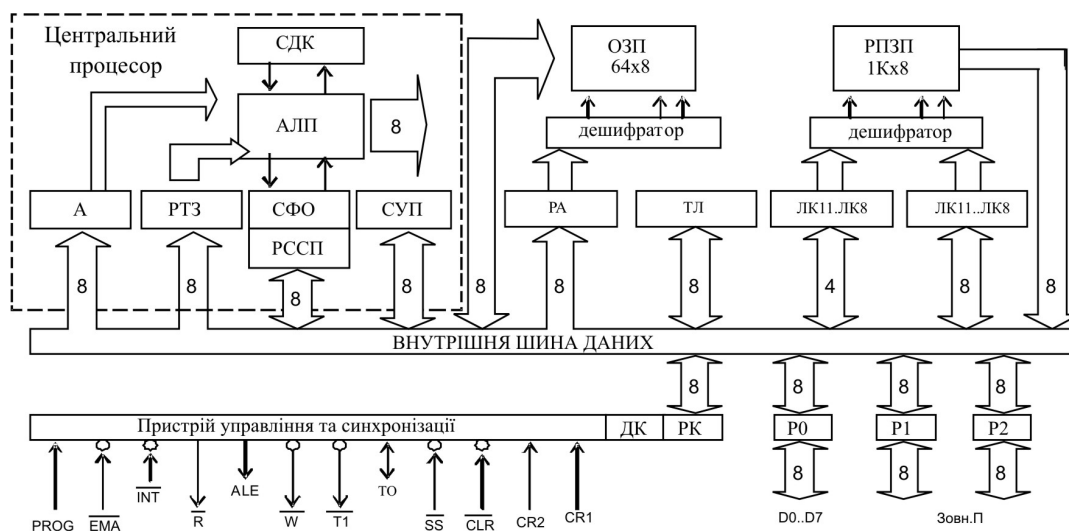 Центральний
процесор
СДК
ОЗП
64х8
РПЗП
1Кх8
АЛП
8
дешифратор
дешифратор
А
РТЗ
СФО
СУП
РА
ТЛ
ЛК11.ЛК8
ЛК11..ЛК8
РССП
8
8
8
8
8
8
8
4
8
8
ВНУТРІШНЯ ШИНА ДАНИХ
8
8
8
8
Пристрій управління та синхронізації
ДК
РК
P0
P1
P2
8
8
8
PROG
EMA
INT
R
ALE
W
T1
TO
SS
CLR
CR2
CR1
D0..D7
Зовн.П